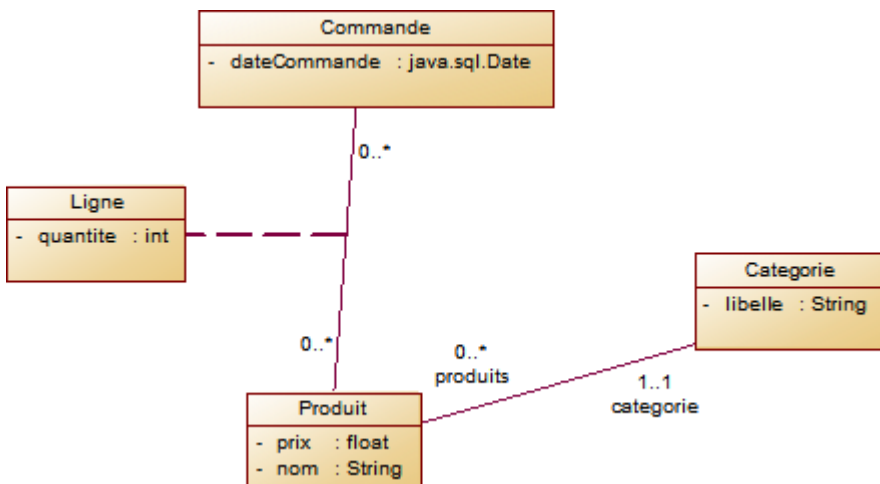 Commande
- dateCommande : java.sql.Date
0..*
Ligne
- quantite : int
Categorie
- libelle : String
0..*
0..*
produits
1..1
categorie
Produit
- prix : float
- nom : String